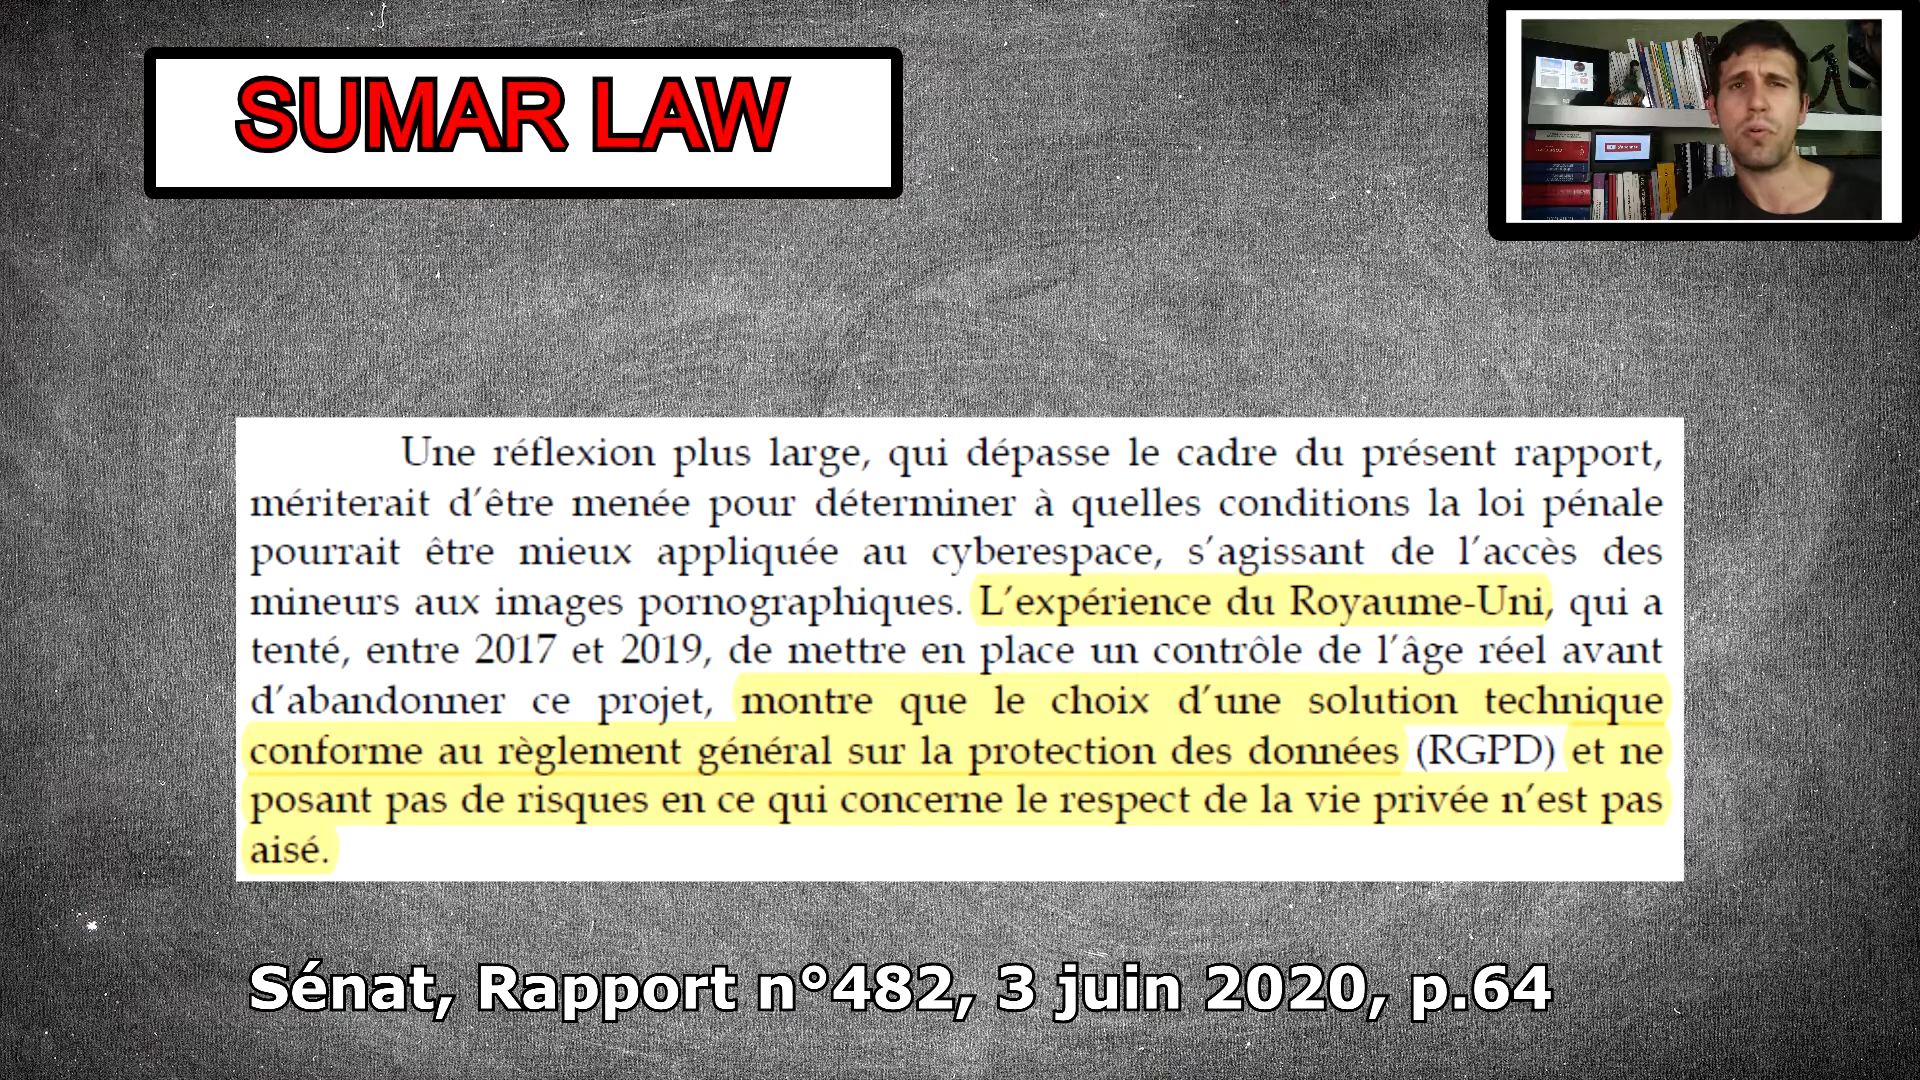 SUMAR LAW
Une réflexion plus large, qui dépasse le cadre du présent rapport,
mériterait d’être menée pour déterminer à quelles conditions la loi pénale
pourrait être mieux appliquée au cyberespace, s’agissant de l’accès des
mineurs aux images pornographiques. L’expérience du Royaume-Uni, qui a
tenté, entre 2017 et 2019, de mettre en place un contrôle de l’âge réel avant
d’abandonner ce projet, montre que le choix d’une solution technique
conforme au règlement général sur la protection des données (RGPD) et ne
posant pas de risques en ce qui concerne le respect de la vie privée n’est pas
aisé.
Sénat, Rapport n°482, 3 juin 2020, p.64